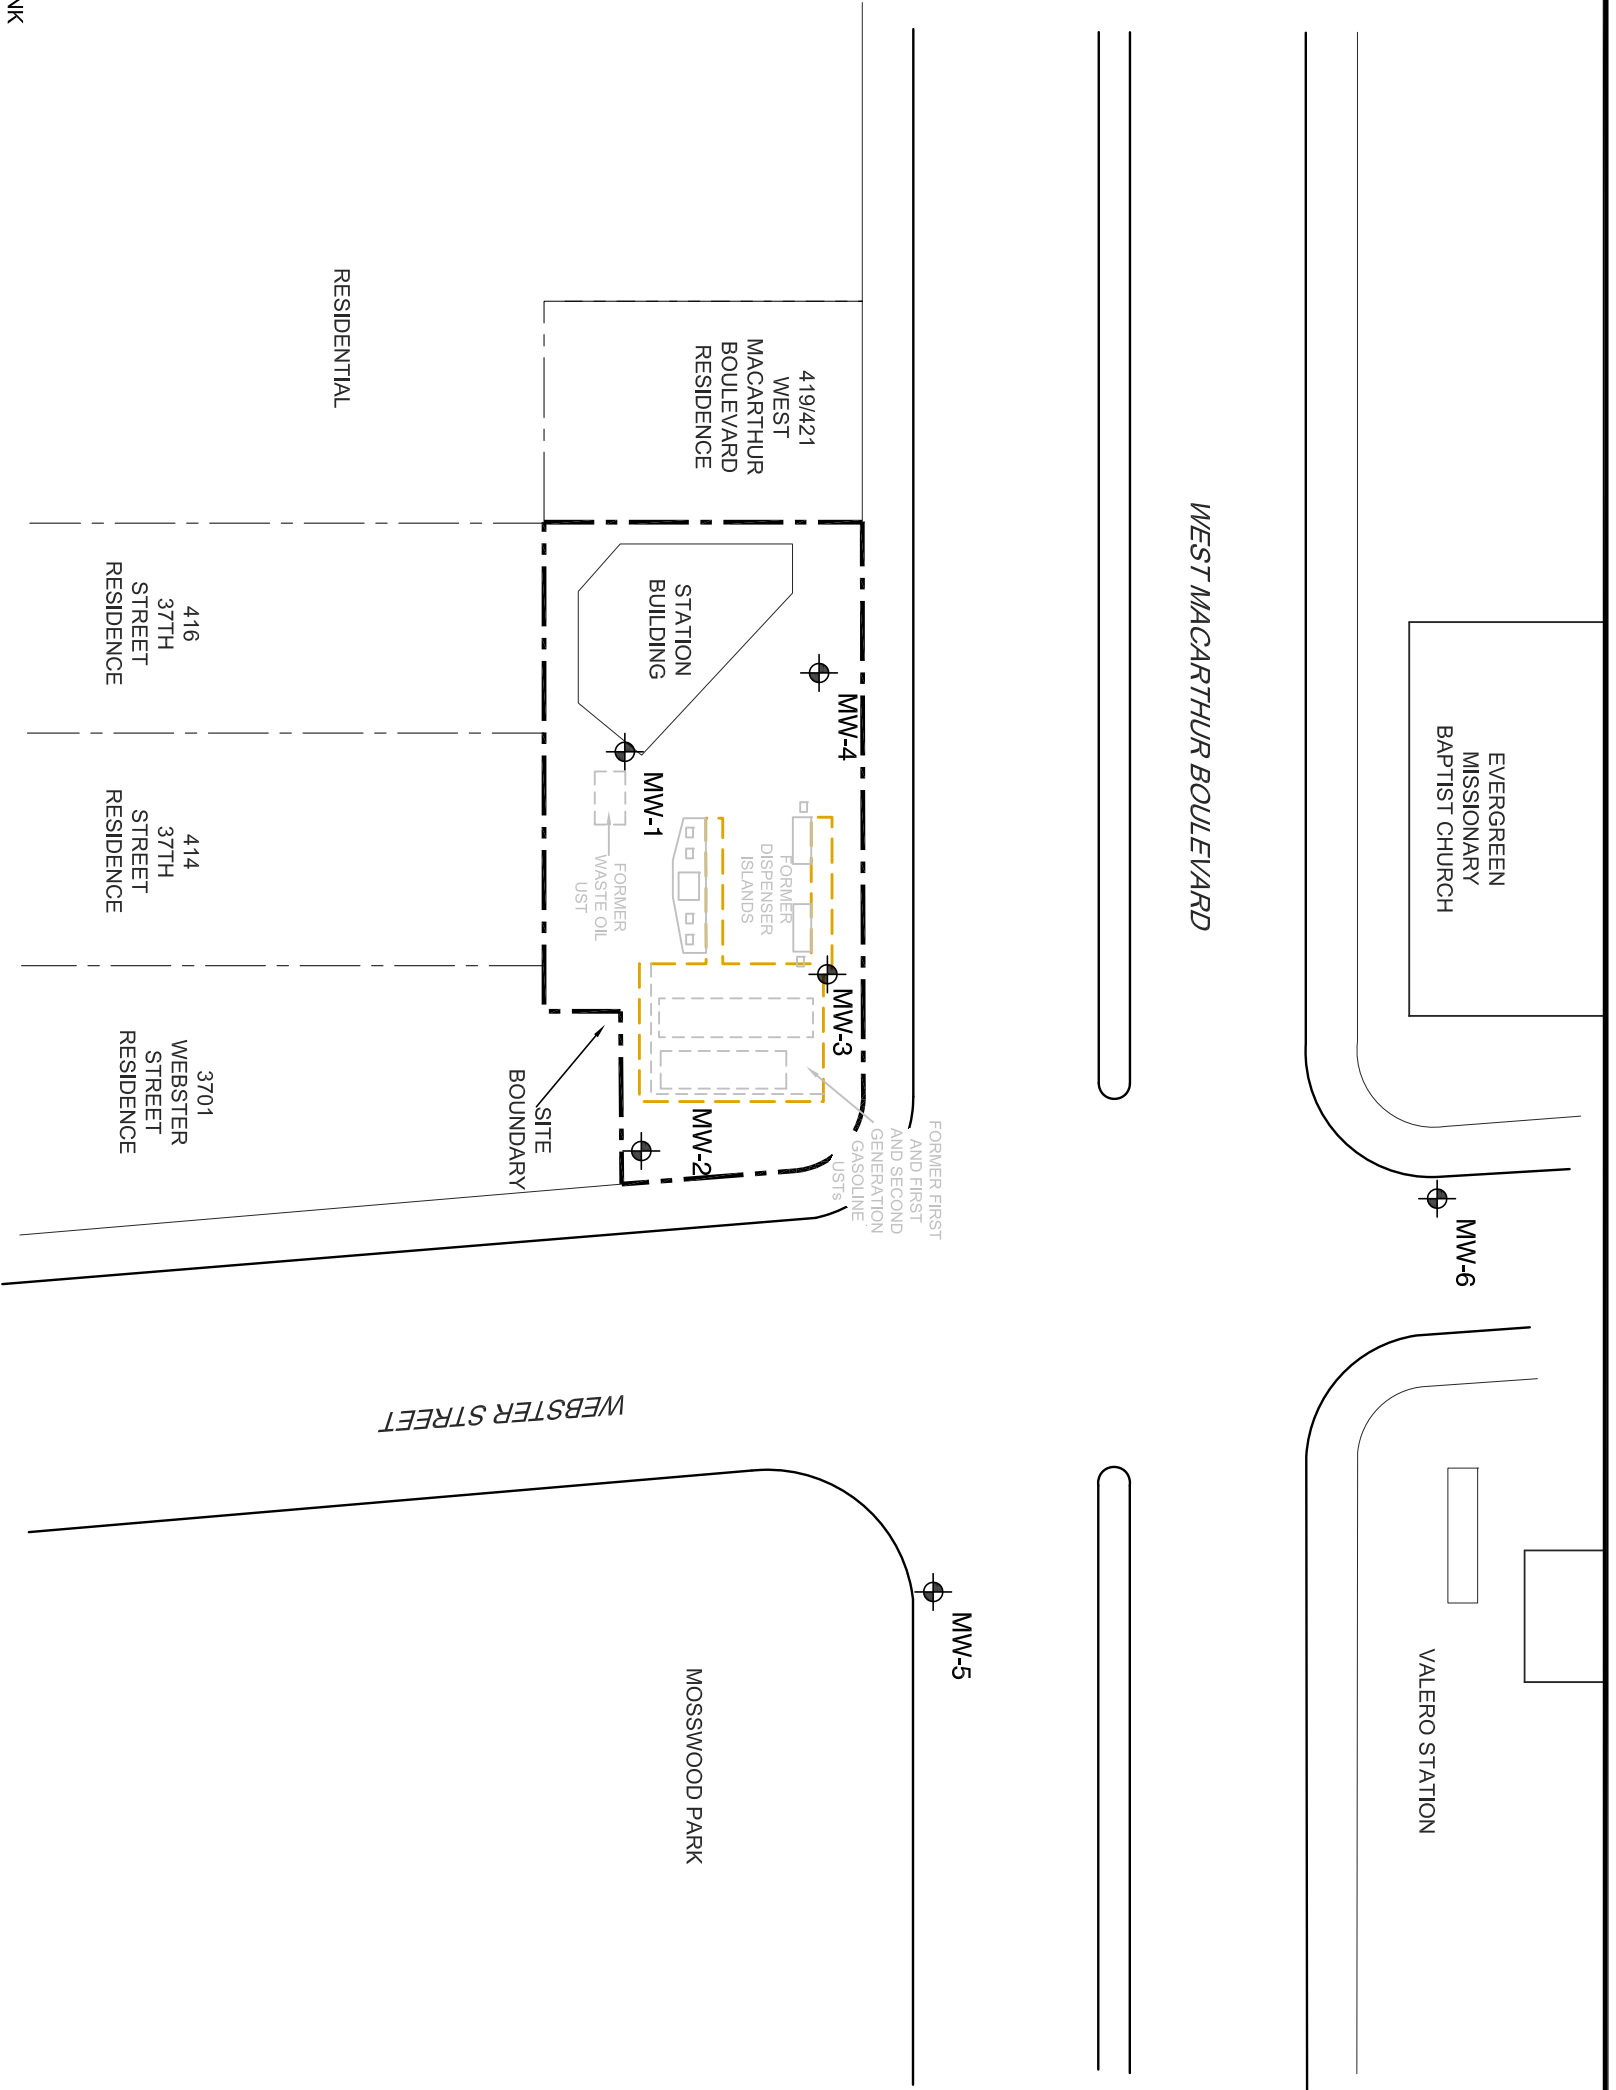 EVERGREEN
MISSIONARY
BAPTIST CHURCH
MW-6
VALERO STATION
WEST MACARTHUR BOULEVARD
MW-5
419/421
WEST
MACARTHUR
BOULEVARD
RESIDENCE
MW-4
MW-3
FORMER FIRST
AND FIRST
AND SECOND
GENERATION
GASOLINE
USTs
FORMER
DISPENSER
ISLANDS
STATION
BUILDING
MW-1
MW-2
FORMER
WASTE OIL
UST
SITE
BOUNDARY
MOSSWOOD PARK
WEBSTER STREET
RESIDENTIAL
416
37TH
STREET
RESIDENCE
414
37TH
STREET
RESIDENCE
3701
WEBSTER
STREET
RESIDENCE
NK